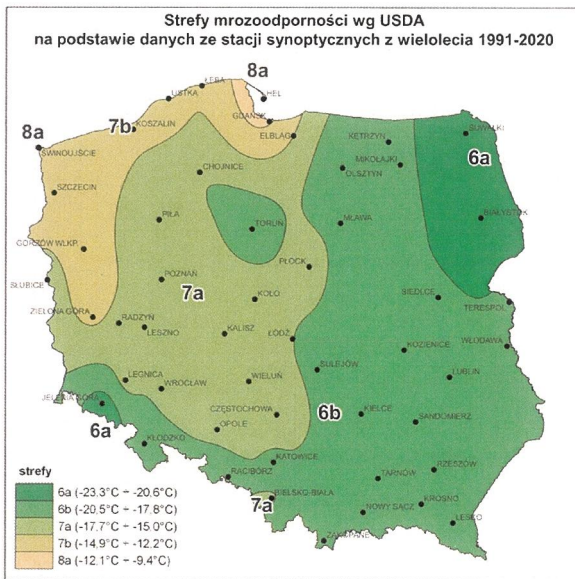 Strefy mrozoodporności wg USDA
na podstawie danych ze stacji synoptycznych z wielolecia 1991-2020
8a
ŁEBA
USTKA
HEL
7b
KOSZALIN
GDAŃSK
8a
ELBLĄG
KĘTRZYN
SUWAŁKI
ŚWINOUJŚCIE
MIKOŁAJKI
6a
CHOJNICE
OLSZTYN
SZCZECIN
PIŁA
TORUŃ
MŁAWA
BIAŁYSTOK
GORZÓW WLKP.
PŁOCK
SŁUBICE
POZNAŃ
7a
KOŁO
SIEDLCE
TERESPOL
ZIELONA GÓRA
RADZYŃ
LESZNO
KALISZ
ŁÓDŹ
KOZIENICE
WŁODAWA
SULEJÓW
LUBLIN
LEGNICA
WROCŁAW
WIELUŃ
JELENIA GÓRA
CZĘSTOCHOWA
6b
KIELCE
SANDOMIERZ
6a
KŁODZKO
OPOLE
KATOWICE
RACIBÓRZ
TARNÓW
RZESZÓW
7a
BIELSKO-BIAŁA
NOWY SĄCZ
KROSNO
LESKO
ZAKOPANE
strefy
6a (-23.3°C ÷ -20.6°C)
6b (-20.5°C ÷ -17.8°C)
7a (-17.7°C ÷ -15.0°C)
7b (-14.9°C ÷ -12.2°C)
8a (-12.1°C ÷ -9.4°C)